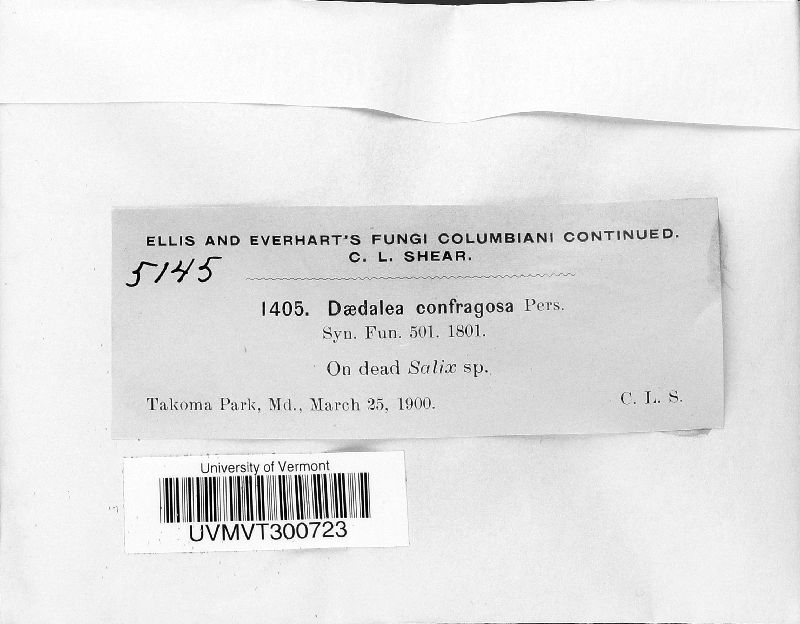 ELLIS AND EVERHART'S FUNGI COLUMBIANI CONTINUED.
C. L. SHEAR.
5145
1405. Dædalea confragosa Pers.
Syn. Fun. 501. 1801.
On dead Salix sp.
Takoma Park, Md., March 25, 1900.
C. L. S.
University of Vermont
UVMVT300723